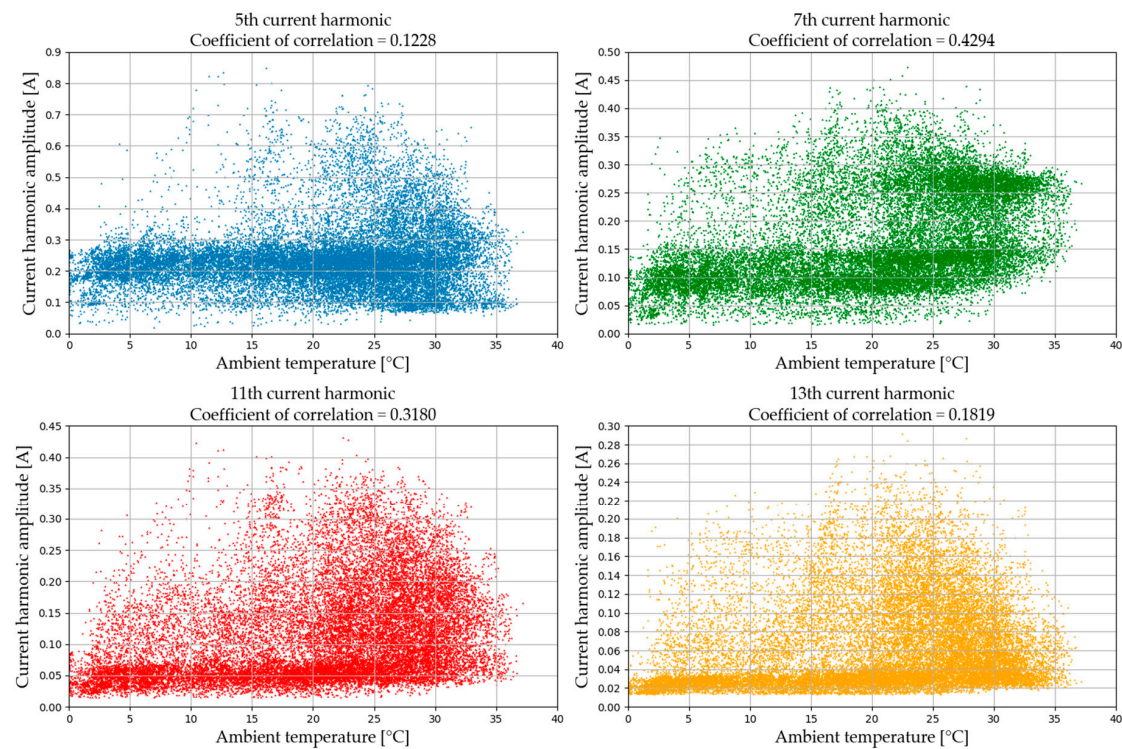 5th current harmonic
Coefficient of correlation = 0.1228
Current harmonic amplitude [A]
0.9
0.8
0.7
0.6
0.5
0.4
0.3
0.2
0.1
0.0
0 5 10 15 20 25 30 35 40
Ambient temperature [°C]
7th current harmonic
Coefficient of correlation = 0.4294
Current harmonic amplitude [A]
0.50
0.45
0.40
0.35
0.30
0.25
0.20
0.15
0.10
0.05
0.00
0 5 10 15 20 25 30 35 40
Ambient temperature [°C]
11th current harmonic
Coefficient of correlation = 0.3180
Current harmonic amplitude [A]
0.45
0.40
0.35
0.30
0.25
0.20
0.15
0.10
0.05
0.00
0 5 10 15 20 25 30 35 40
Ambient temperature [°C]
13th current harmonic
Coefficient of correlation = 0.1819
Current harmonic amplitude [A]
0.30
0.28
0.26
0.24
0.22
0.20
0.18
0.16
0.14
0.12
0.10
0.08
0.06
0.04
0.02
0.00
0 5 10 15 20 25 30 35 40
Ambient temperature [°C]